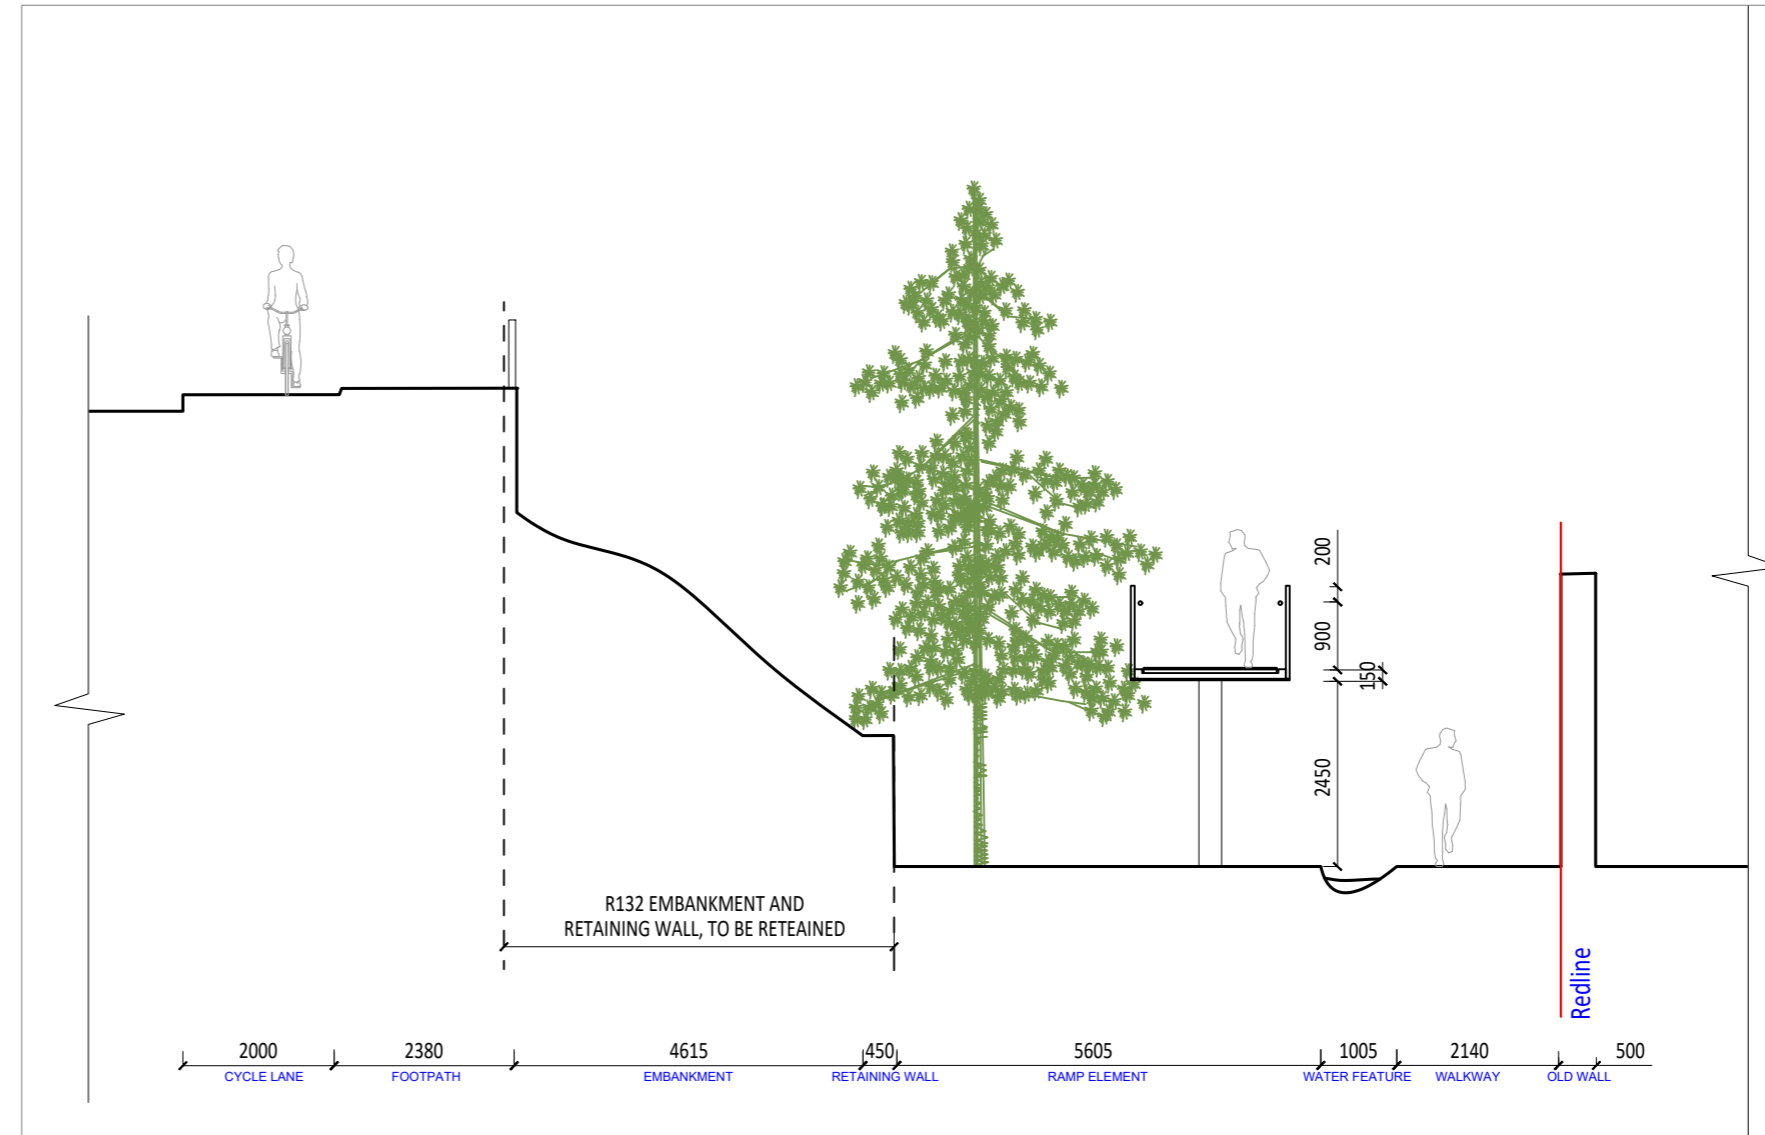 200
900
150
2450
R132 EMBANKMENT AND
RETAINING WALL, TO BE RETEAINED
Redline
2000 2380 4615 450 5605 1005 2140 500
CYCLE LANE FOOTPATH EMBANKMENT RETAINING WALL RAMP ELEMENT WATER FEATURE WALKWAY OLD WALL